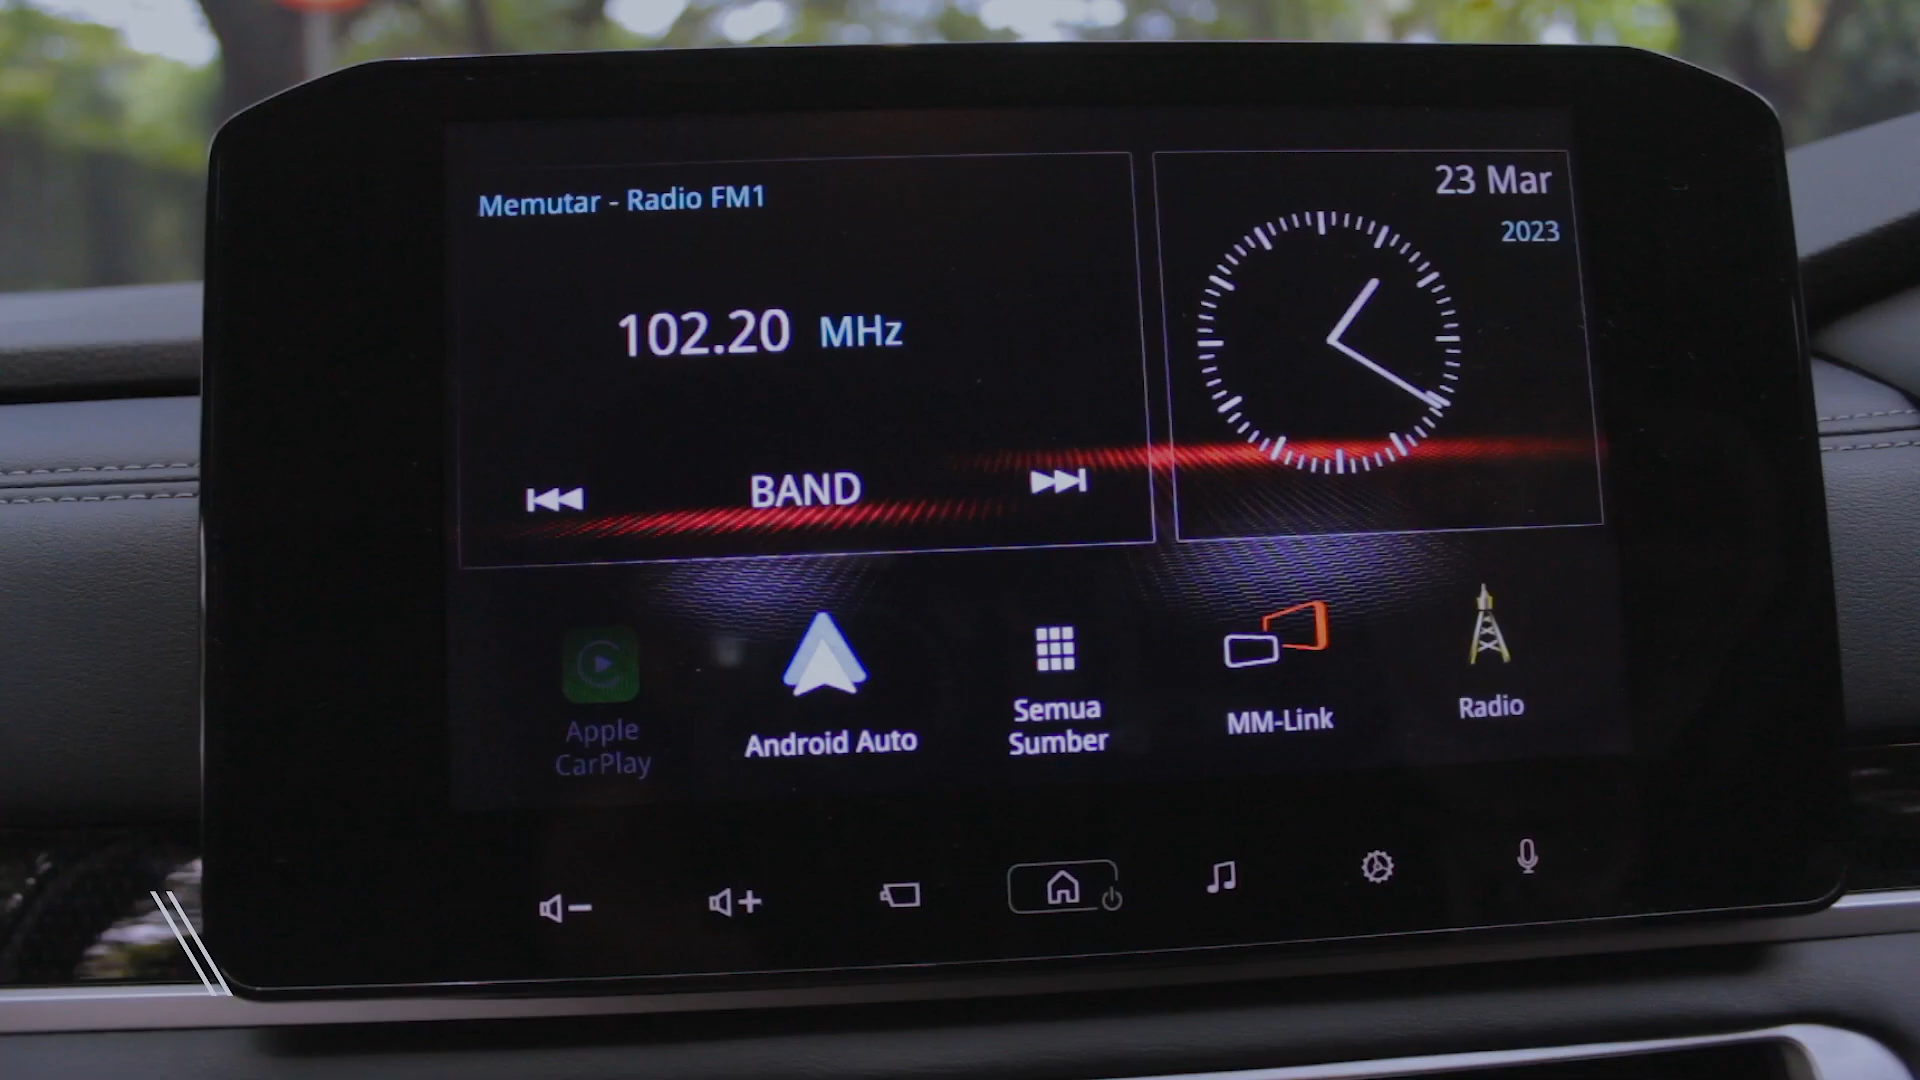 Memutar - Radio FM1
102.20 MHz
BAND
23 Mar
2023
Apple
CarPlay
Android Auto
Semua
Sumber
MM-Link
Radio